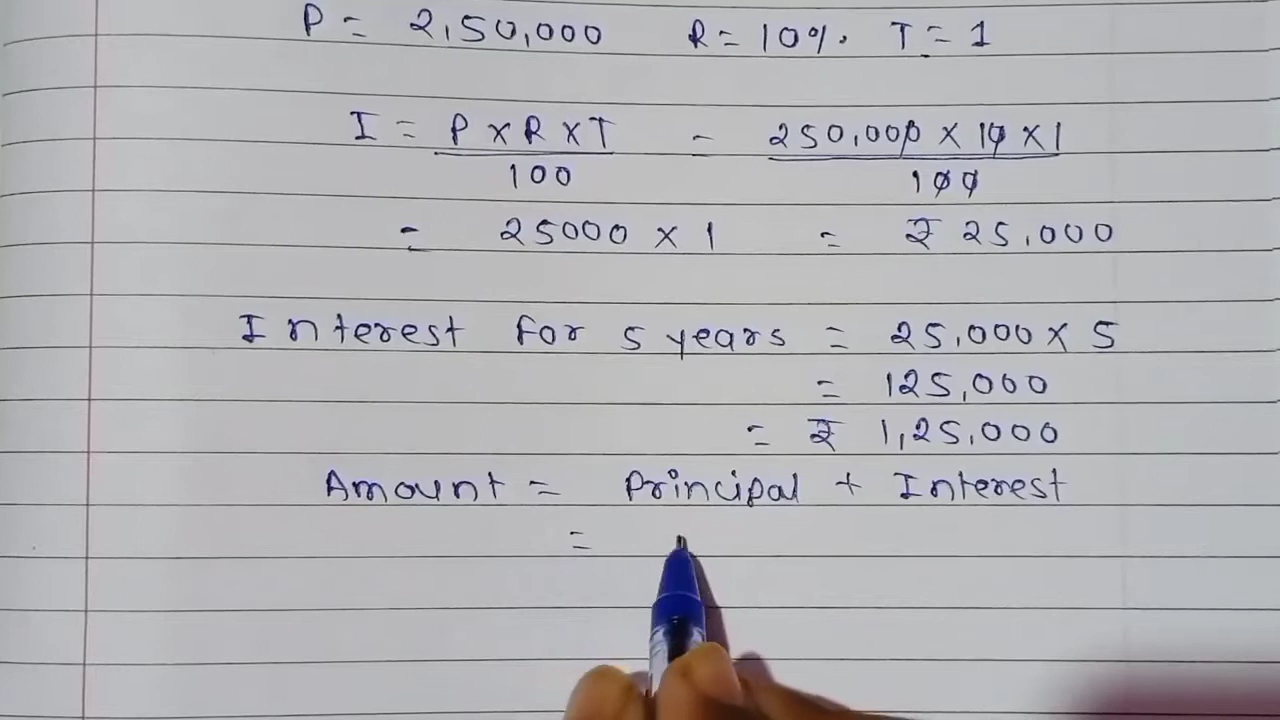 P = 2,50,000 R = 10% . T = 1
I = P x R x T / 100 - 250,000 x 10 x 1 / 100
= 25000 x 1 = ₹ 25,000
Interest For 5 years = 25,000 x 5
= 125,000
= ₹ 1,25,000
Amount = Principal + Interest
=